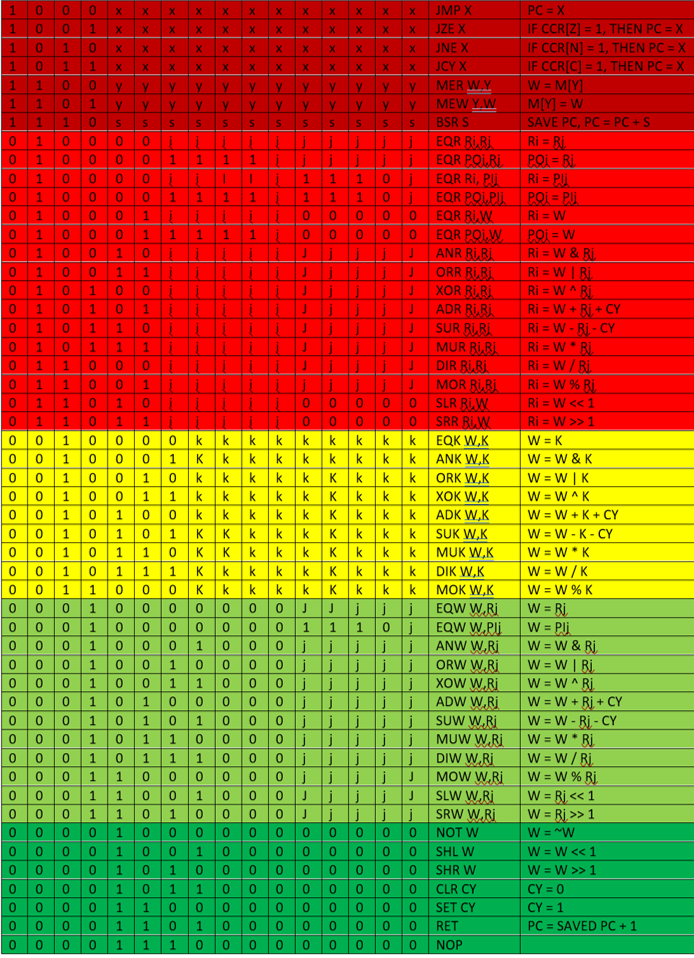 1 0 0 0 x x x x x x x x x x x x JMP X PC = X
1 0 0 1 x x x x x x x x x x x x JZE X IF CCR[Z] = 1, THEN PC = X
1 0 1 0 x x x x x x x x x x x x JNE X IF CCR[N] = 1, THEN PC = X
1 0 1 1 x x x x x x x x x x x x JCY X IF CCR[C] = 1, THEN PC = X
1 1 0 0 y y y y y y y y y y y y MER W,Y W = M[Y]
1 1 0 1 y y y y y y y y y y y y MEW Y,W M[Y] = W
1 1 1 0 s s s s s s s s s s s s BSR S SAVE PC, PC = PC + S
0 1 0 0 0 0 i i i i i j j j j j EQR Ri,Rj Ri = Rj
0 1 0 0 0 0 1 1 1 1 i j j j j j EQR POi,Rj POi = Rj
0 1 0 0 0 0 i i I I i 1 1 1 0 j EQR Ri, PIj Ri = PIj
0 1 0 0 0 0 1 1 1 1 i 1 1 1 0 j EQR POi,PIj POi = PIj
0 1 0 0 0 1 i i i i i 0 0 0 0 0 EQR Ri,W Ri = W
0 1 0 0 0 1 1 1 1 1 i 0 0 0 0 0 EQR POi,W POi = W
0 1 0 0 1 0 i i i i i J j j j J ANR Ri,Rj Ri = W & Rj
0 1 0 0 1 1 i i i i i J j j j J ORR Ri,Rj Ri = W | Rj
0 1 0 1 0 0 i i i i i J j j j J XOR Ri,Rj Ri = W ^ Rj
0 1 0 1 0 1 i i i i i J j j j J ADR Ri,Rj Ri = W + Rj + CY
0 1 0 1 1 0 i i i i i J j j j J SUR Ri,Rj Ri = W - Rj - CY
0 1 0 1 1 1 i i i i i J j j j J MUR Ri,Rj Ri = W * Rj
0 1 1 0 0 0 i i i i i J j j j J DIR Ri,Rj Ri = W / Rj
0 1 1 0 0 1 i i i i i J j j j J MOR Ri,Rj Ri = W % Rj
0 1 1 0 1 0 i i i i i 0 0 0 0 0 SLR Ri,W Ri = W << 1
0 1 1 0 1 1 i i i i i 0 0 0 0 0 SRR Ri,W Ri = W >> 1
0 0 1 0 0 0 0 k k k k k K k k k EQK W,K W = K
0 0 1 0 0 0 1 K K k k k K k k k ANK W,K W = W & K
0 0 1 0 0 1 0 k K k k k K k k k ORK W,K W = W | K
0 0 1 0 0 1 1 K K k k k K k k k XOK W,K W = W ^ K
0 0 1 0 1 0 0 K K k k k K k k k ADK W,K W = W + K + CY
0 0 1 0 1 0 1 K K k k k K k k k SUK W,K W = W - K - CY
0 0 1 0 1 1 0 K K k k k K k k k MUK W,K W = W * K
0 0 1 0 1 1 1 K K k k k K k k k DIK W,K W = W / K
0 0 1 1 0 0 0 K K k k k K k k k MOK W,K W = W % K
0 0 0 1 0 0 0 0 0 0 0 J J j j j EQW W,Rj W = Rj
0 0 0 1 0 0 0 0 0 0 0 1 1 1 0 j EQW W,PIj W = PIj
0 0 0 1 0 0 0 1 0 0 0 j j j j j ANW W,Rj W = W & Rj
0 0 0 1 0 0 1 0 0 0 0 j j j j j ORW W,Rj W = W | Rj
0 0 0 1 0 0 1 1 0 0 0 j j j j j XOW W,Rj W = W ^ Rj
0 0 0 1 0 1 0 0 0 0 0 j j j j j ADW W,Rj W = W + Rj + CY
0 0 0 1 0 1 0 1 0 0 0 j j j j j SUW W,Rj W = W - Rj - CY
0 0 0 1 0 1 1 0 0 0 0 j j j j j MUW W,Rj W = W * Rj
0 0 0 1 0 1 1 1 0 0 0 j j j j j DIW W,Rj W = W / Rj
0 0 0 1 1 0 0 0 0 0 0 j j j j J MOW W,Rj W = W % Rj
0 0 0 1 1 0 0 1 0 0 0 J j j j J SLW W,Rj W = Rj << 1
0 0 0 1 1 0 1 0 0 0 0 J j j j j SRW W,Rj W = Rj >> 1
0 0 0 0 1 0 0 0 0 0 0 0 0 0 0 0 NOT W W = ~W
0 0 0 0 1 0 0 1 0 0 0 0 0 0 0 0 SHL W W = W << 1
0 0 0 0 1 0 1 0 0 0 0 0 0 0 0 0 SHR W W = W >> 1
0 0 0 0 1 0 1 1 0 0 0 0 0 0 0 0 CLR CY CY = 0
0 0 0 0 1 1 0 0 0 0 0 0 0 0 0 0 SET CY CY = 1
0 0 0 0 1 1 0 1 0 0 0 0 0 0 0 0 RET PC = SAVED PC + 1
0 0 0 0 1 1 1 0 0 0 0 0 0 0 0 0 NOP